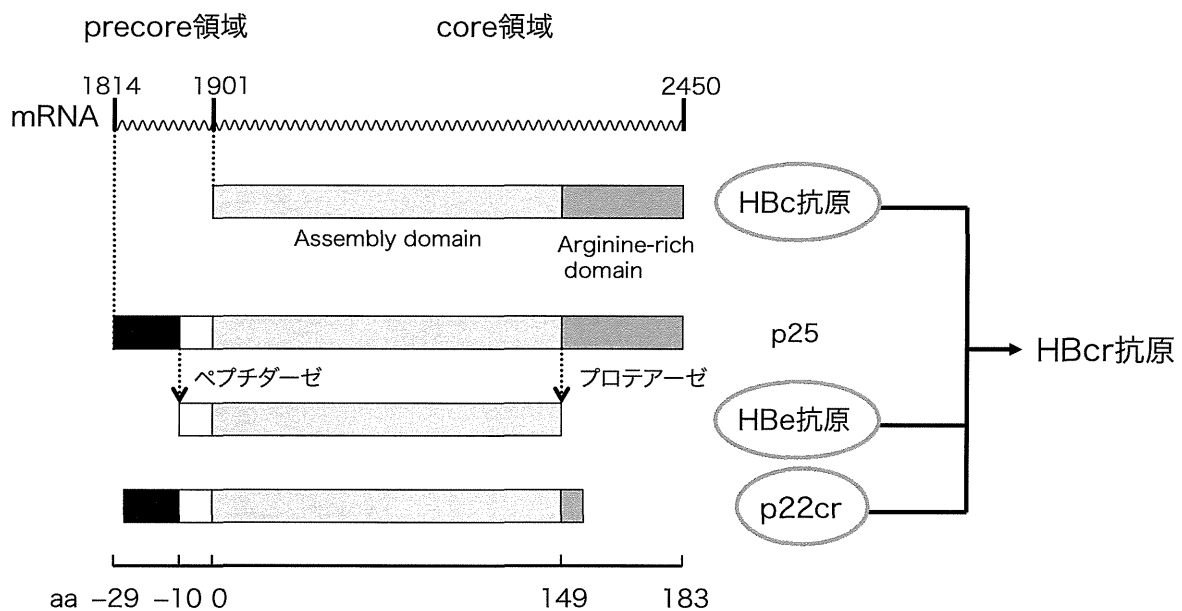 precore領域 core領域
1814 1901 2450
mRNA
HBc抗原
Assembly domain
Arginine-rich
domain
p25
HBcr抗原
ペプチダーゼ プロテアーゼ
HBe抗原
p22cr
aa −29 −10 0 149 183